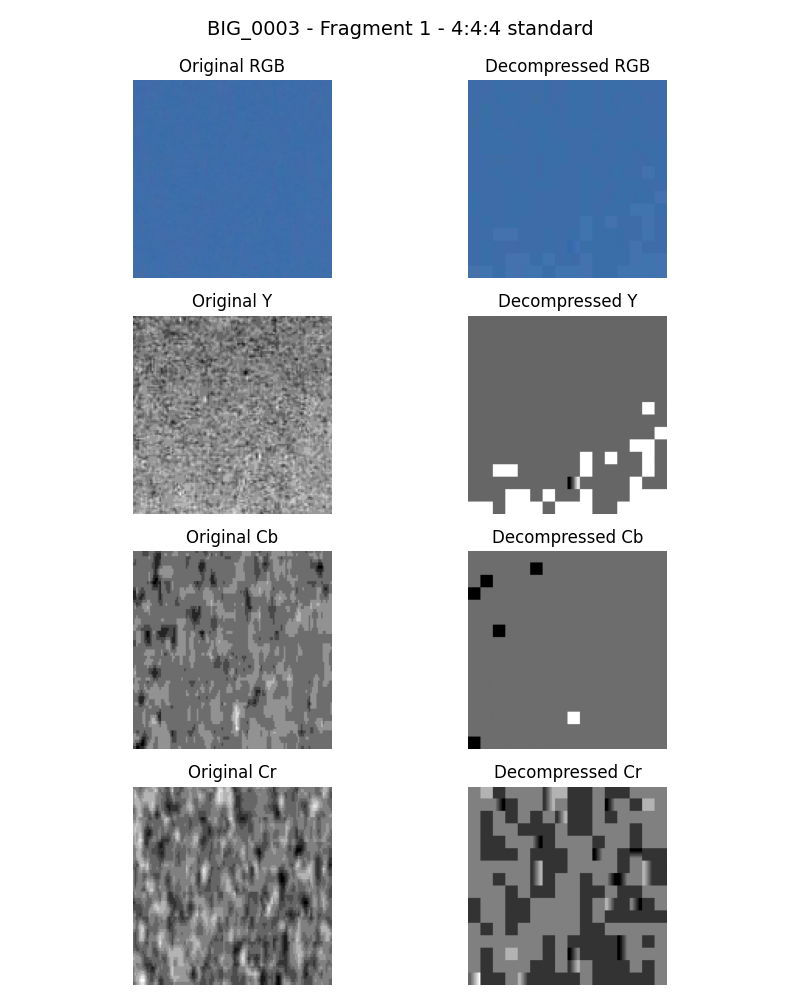 BIG_0003 - Fragment 1 - 4:4:4 standard
Original RGB
Decompressed RGB
Original Y
Decompressed Y
Original Cb
Decompressed Cb
Original Cr
Decompressed Cr